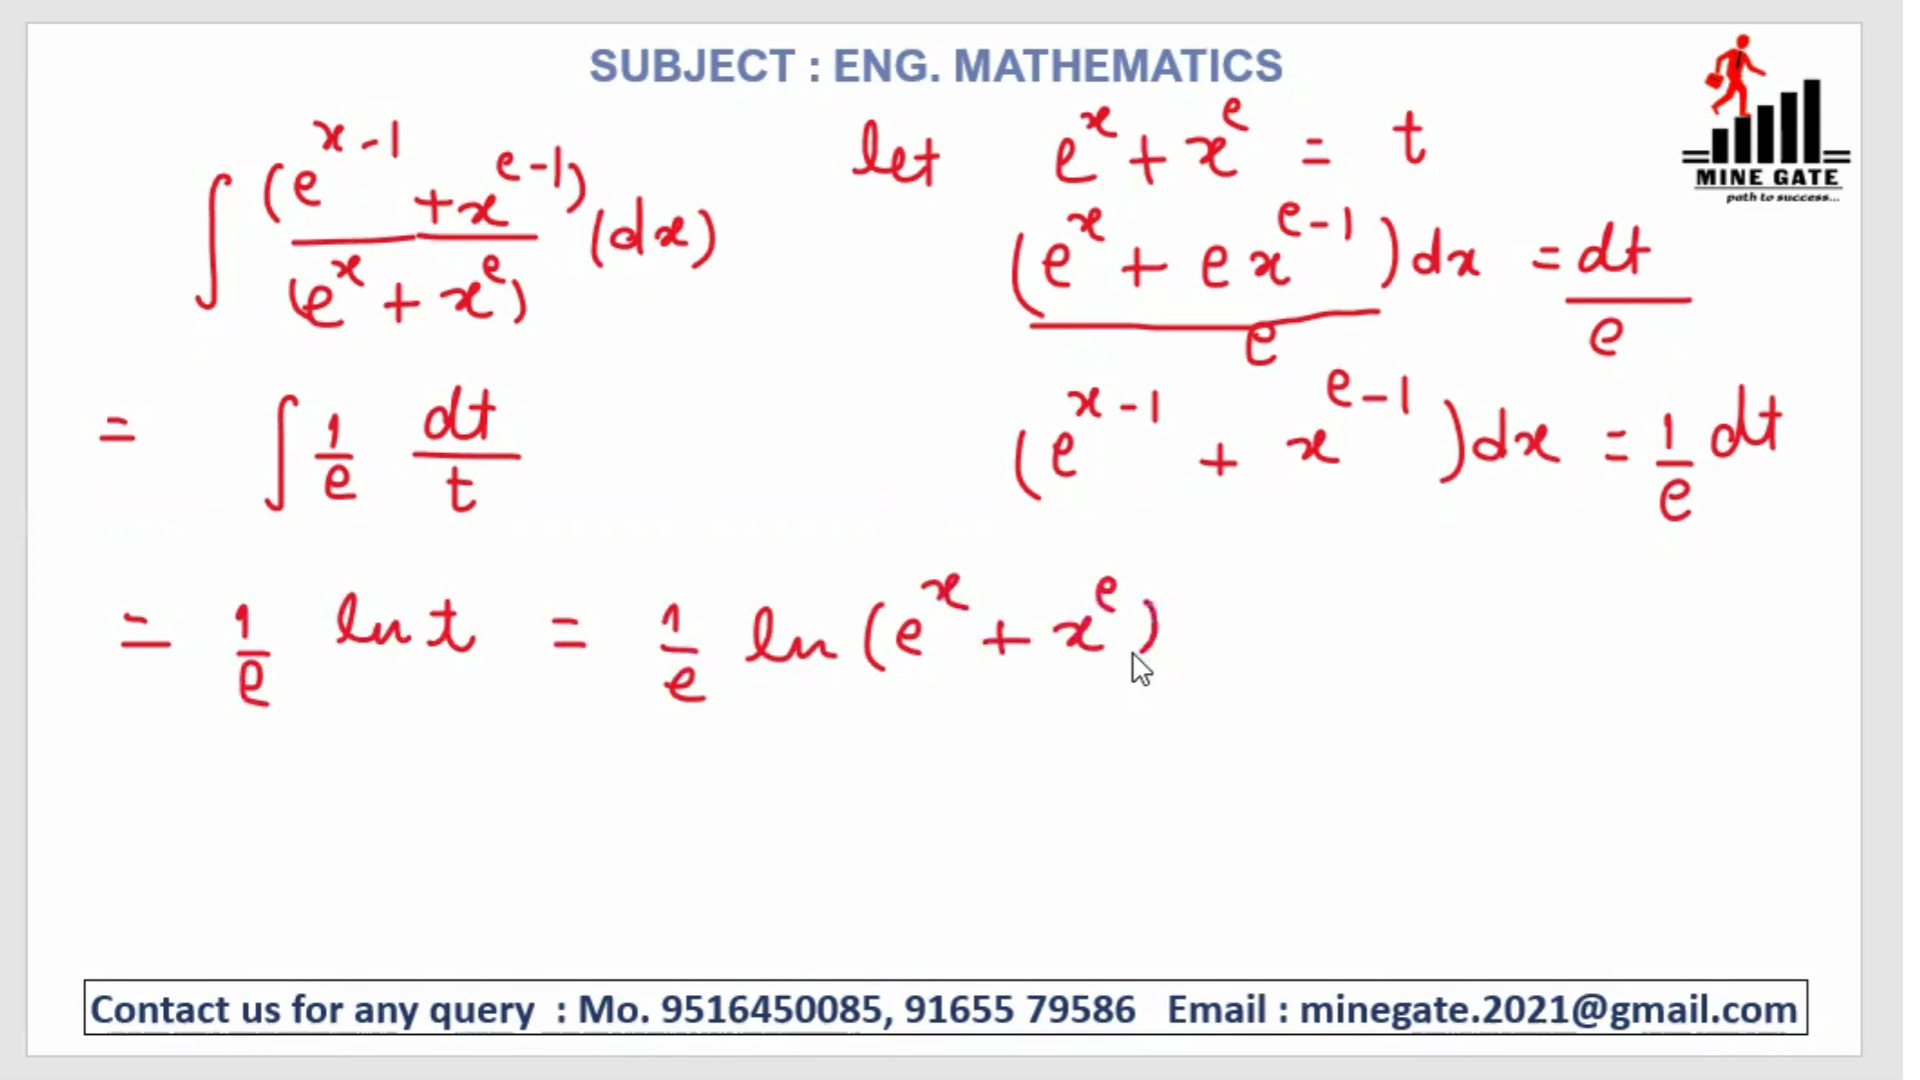 SUBJECT : ENG. MATHEMATICS
MINE GATE
path to success...
∫ (e^{x-1} + x^{e-1}) / (e^x + x^e) (dx)
let e^x + x^e = t
(e^x + e x^{e-1}) dx / e = dt / e
= ∫ 1/e dt/t
(e^{x-1} + x^{e-1}) dx = 1/e dt
= 1/e ln t = 1/e ln (e^x + x^e)
Contact us for any query : Mo. 9516450085, 91655 79586 Email : minegate.2021@gmail.com